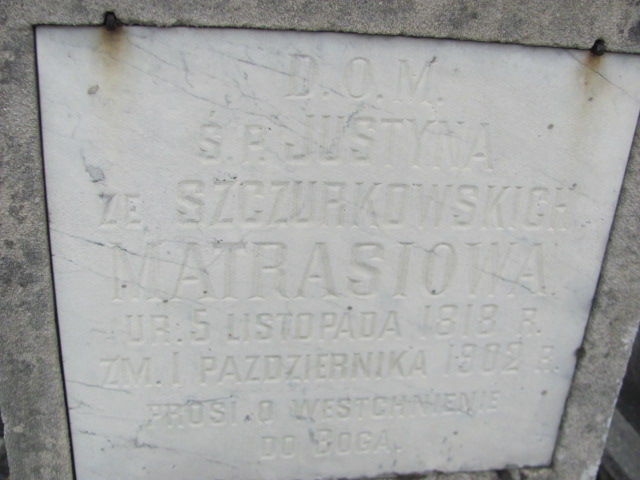 D.O.M.
Ś.P. JUSTYNA
ZE SZCZURKOWSKICH
MATRASIOWA
UR. 5 LISTOPADA 1818 R.
ZM. 1 PAŹDZIERNIKA 1902 R.
PROSI O WESTCHNIENIE
DO BOGA.